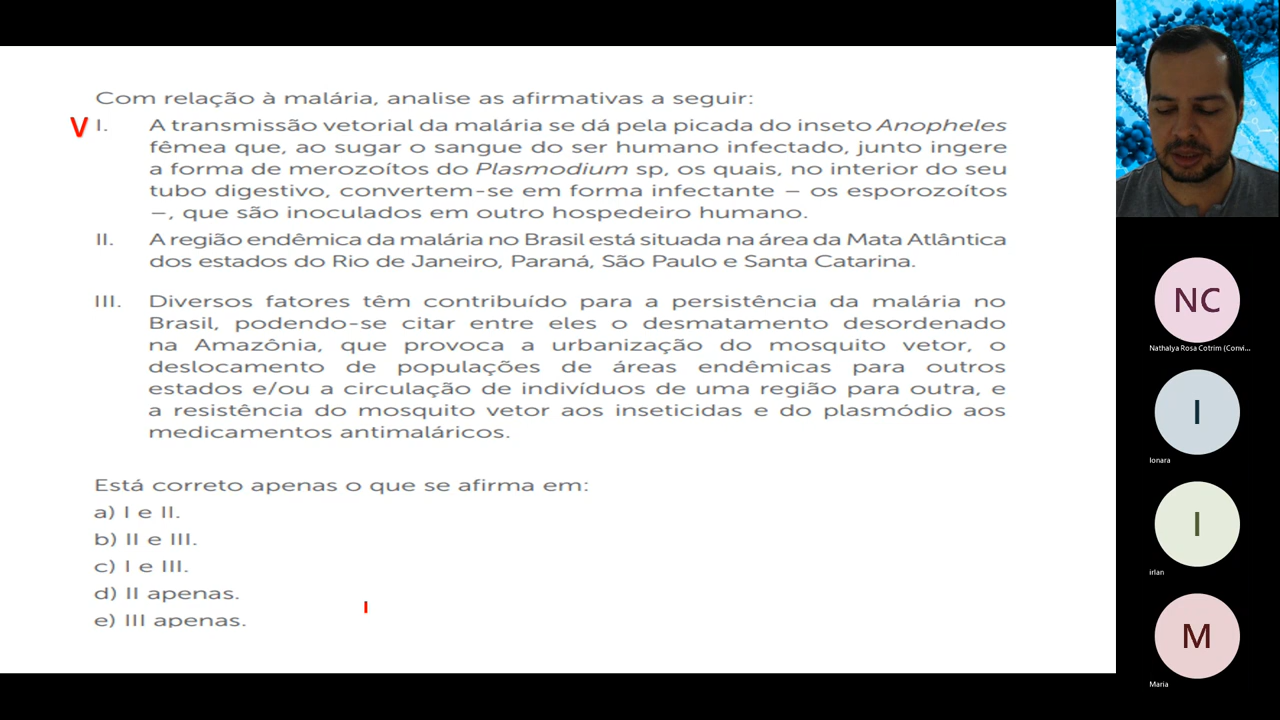 Com relação à malária, analise as afirmativas a seguir:
V I. A transmissão vetorial da malária se dá pela picada do inseto Anopheles
fêmea que, ao sugar o sangue do ser humano infectado, junto ingere
a forma de merozoítos do Plasmodium sp, os quais, no interior do seu
tubo digestivo, convertem-se em forma infectante – os esporozoítos
–, que são inoculados em outro hospedeiro humano.
II. A região endêmica da malária no Brasil está situada na área da Mata Atlântica
dos estados do Rio de Janeiro, Paraná, São Paulo e Santa Catarina.
III. Diversos fatores têm contribuído para a persistência da malária no
Brasil, podendo-se citar entre eles o desmatamento desordenado
na Amazônia, que provoca a urbanização do mosquito vetor, o
deslocamento de populações de áreas endêmicas para outros
estados e/ou a circulação de indivíduos de uma região para outra, e
a resistência do mosquito vetor aos inseticidas e do plasmódio aos
medicamentos antimaláricos.
Está correto apenas o que se afirma em:
a) I e II.
b) II e III.
c) I e III.
d) II apenas.
e) III apenas.
NC
Nathalya Rosa Cotrim (Convi...
I
Ionara
I
irlan
M
Maria